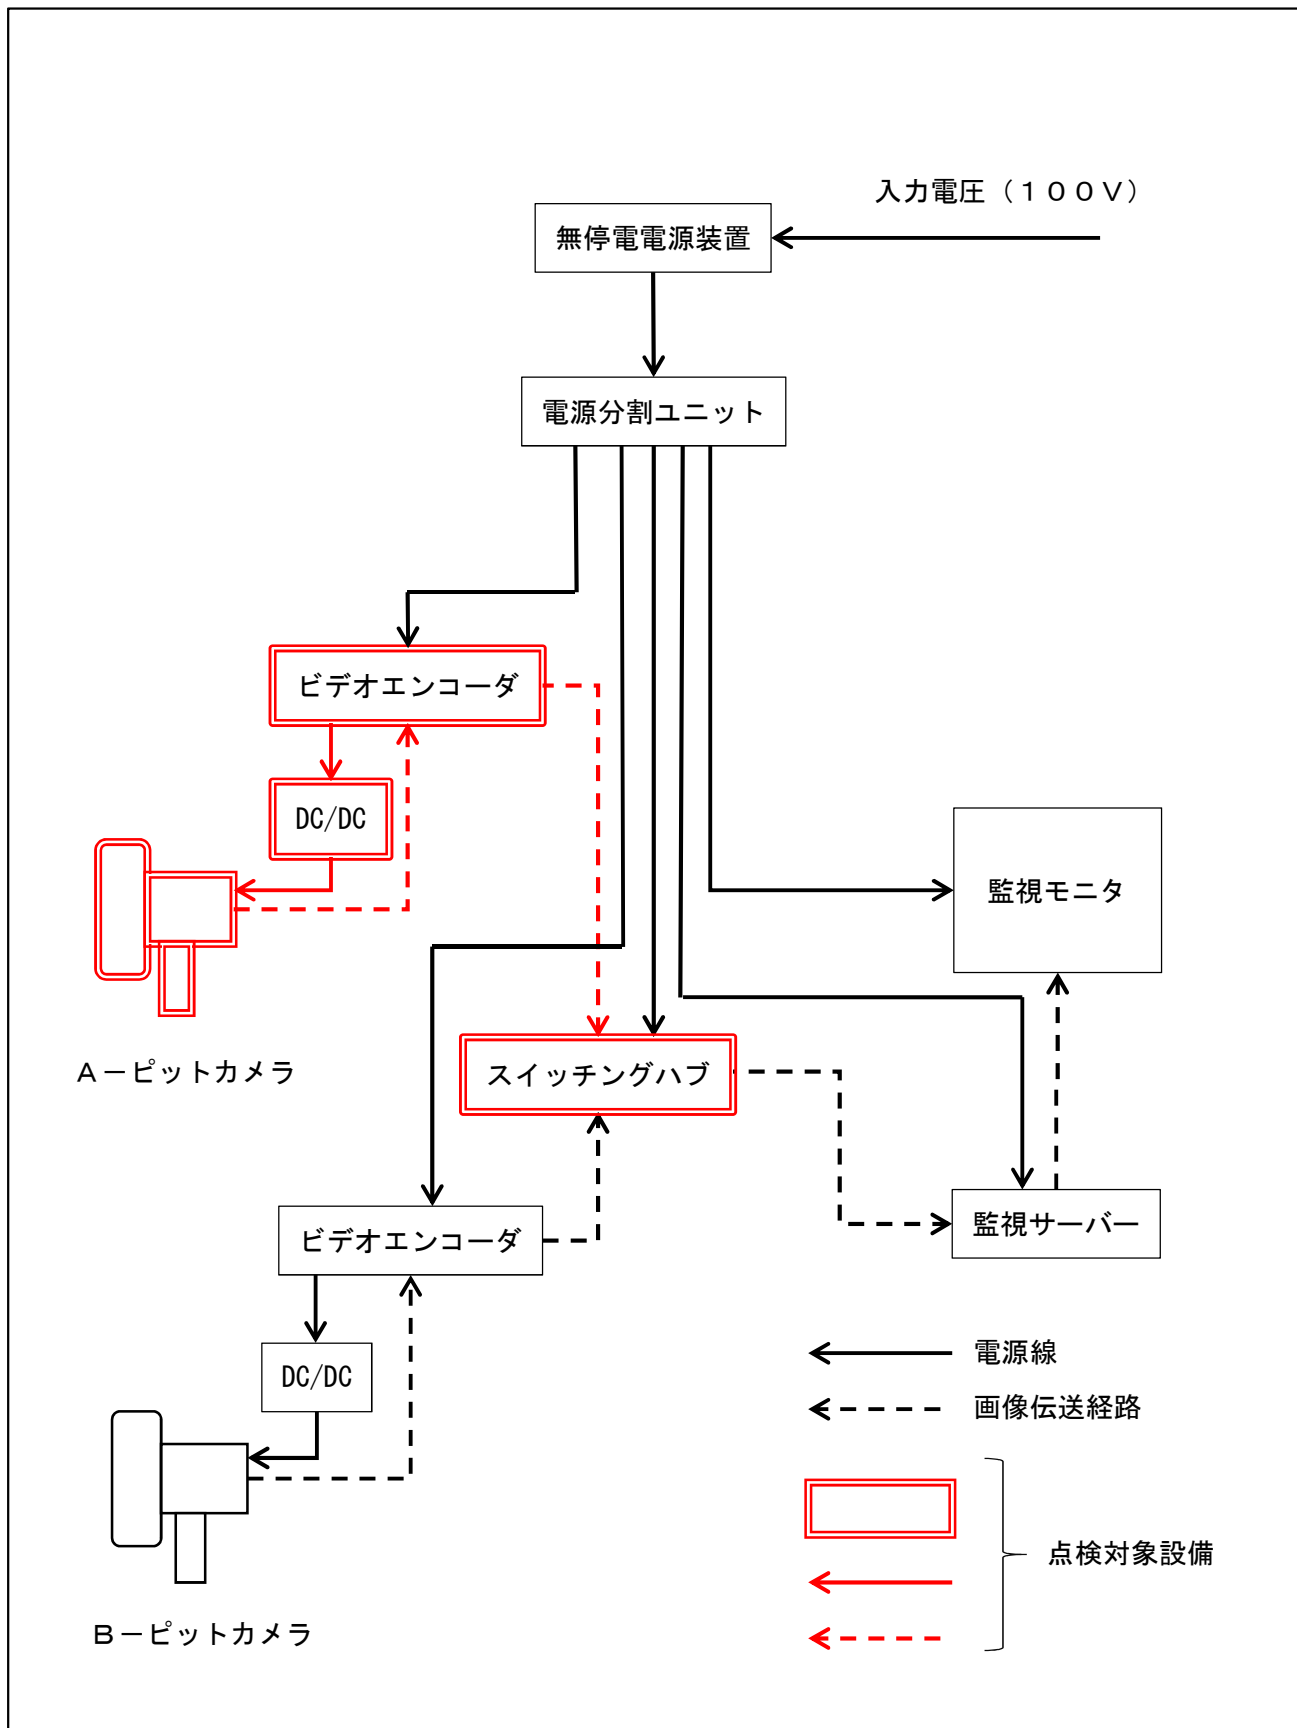 入力電圧（１００Ｖ）
無停電電源装置
電源分割ユニット
ビデオエンコーダ
DC/DC
監視モニタ
Ａ－ピットカメラ
スイッチングハブ
ビデオエンコーダ
監視サーバー
DC/DC
電源線
画像伝送経路
点検対象設備
Ｂ－ピットカメラ